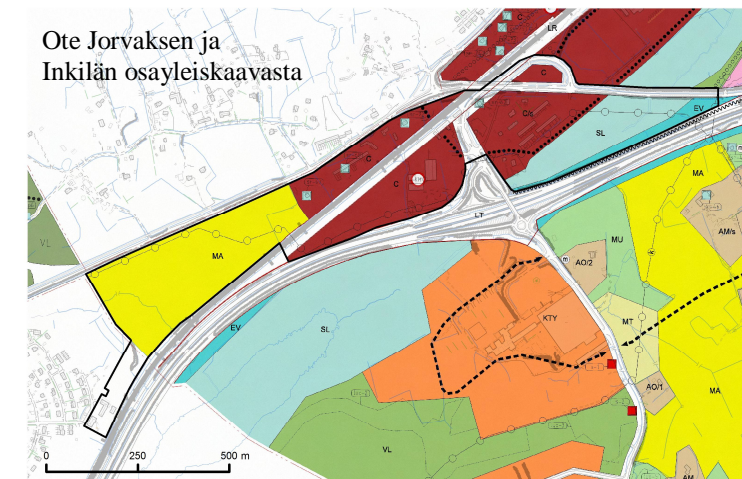 Ote Jorvaksen ja
Inkilän osayleiskaavasta
C
LR
C
C/s
EV
SL
C
MA
C
AM/s
VL
LT
MA
MU
AO/2
KTY
EV
SL
MT
AO/1
MA
VL
AM
0 250 500 m